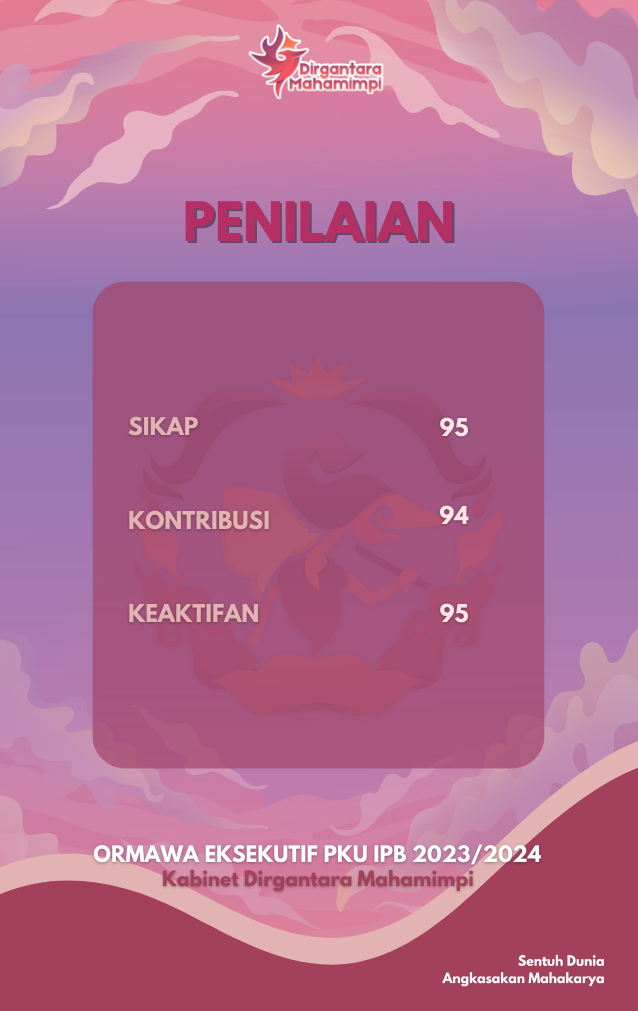 Dirgantara
Mahamimpi
PENILAIAN
SIKAP 95
KONTRIBUSI 94
KEAKTIFAN 95
ORMAWA EKSEKUTIF PKU IPB 2023/2024
Kabinet Dirgantara Mahamimpi
Sentuh Dunia
Angkasakan Mahakarya